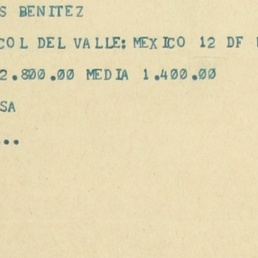 S BENITEZ
COL DEL VALLE: MEXICO 12 DF
2.800.00 MEDIA 1.400.00
SA
...